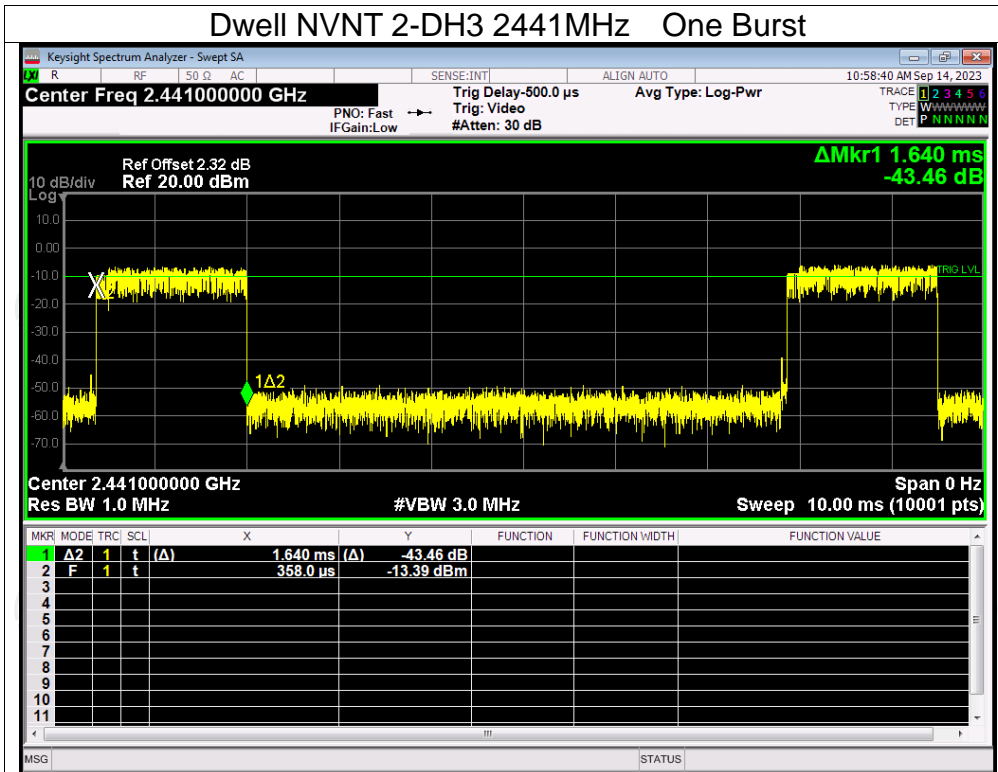 Dwell NVNT 2-DH3 2441MHz One Burst
Keysight Spectrum Analyzer - Swept SA
LXI R RF 50 Ω AC SENSE:INT ALIGN AUTO 10:58:40 AM Sep 14, 2023
Center Freq 2.441000000 GHz
PNO: Fast
IFGain:Low
Trig Delay-500.0 µs
Trig: Video
#Atten: 30 dB
Avg Type: Log-Pwr
TRACE 1 2 3 4 5 6
TYPE WWWWWWW
DET P N N N N N
ΔMkr1 1.640 ms
-43.46 dB
Ref Offset 2.32 dB
10 dB/div Ref 20.00 dBm
Log
10.0
0.00
-10.0
-20.0
-30.0
-40.0
-50.0
-60.0
-70.0
TRIG LVL
1Δ2
Center 2.441000000 GHz Span 0 Hz
Res BW 1.0 MHz #VBW 3.0 MHz Sweep 10.00 ms (10001 pts)
MKR MODE TRC SCL X Y FUNCTION FUNCTION WIDTH FUNCTION VALUE
1 Δ2 1 t (Δ) 1.640 ms (Δ) -43.46 dB
2 F 1 t 358.0 µs -13.39 dBm
3
4
5
6
7
8
9
10
11
MSG STATUS